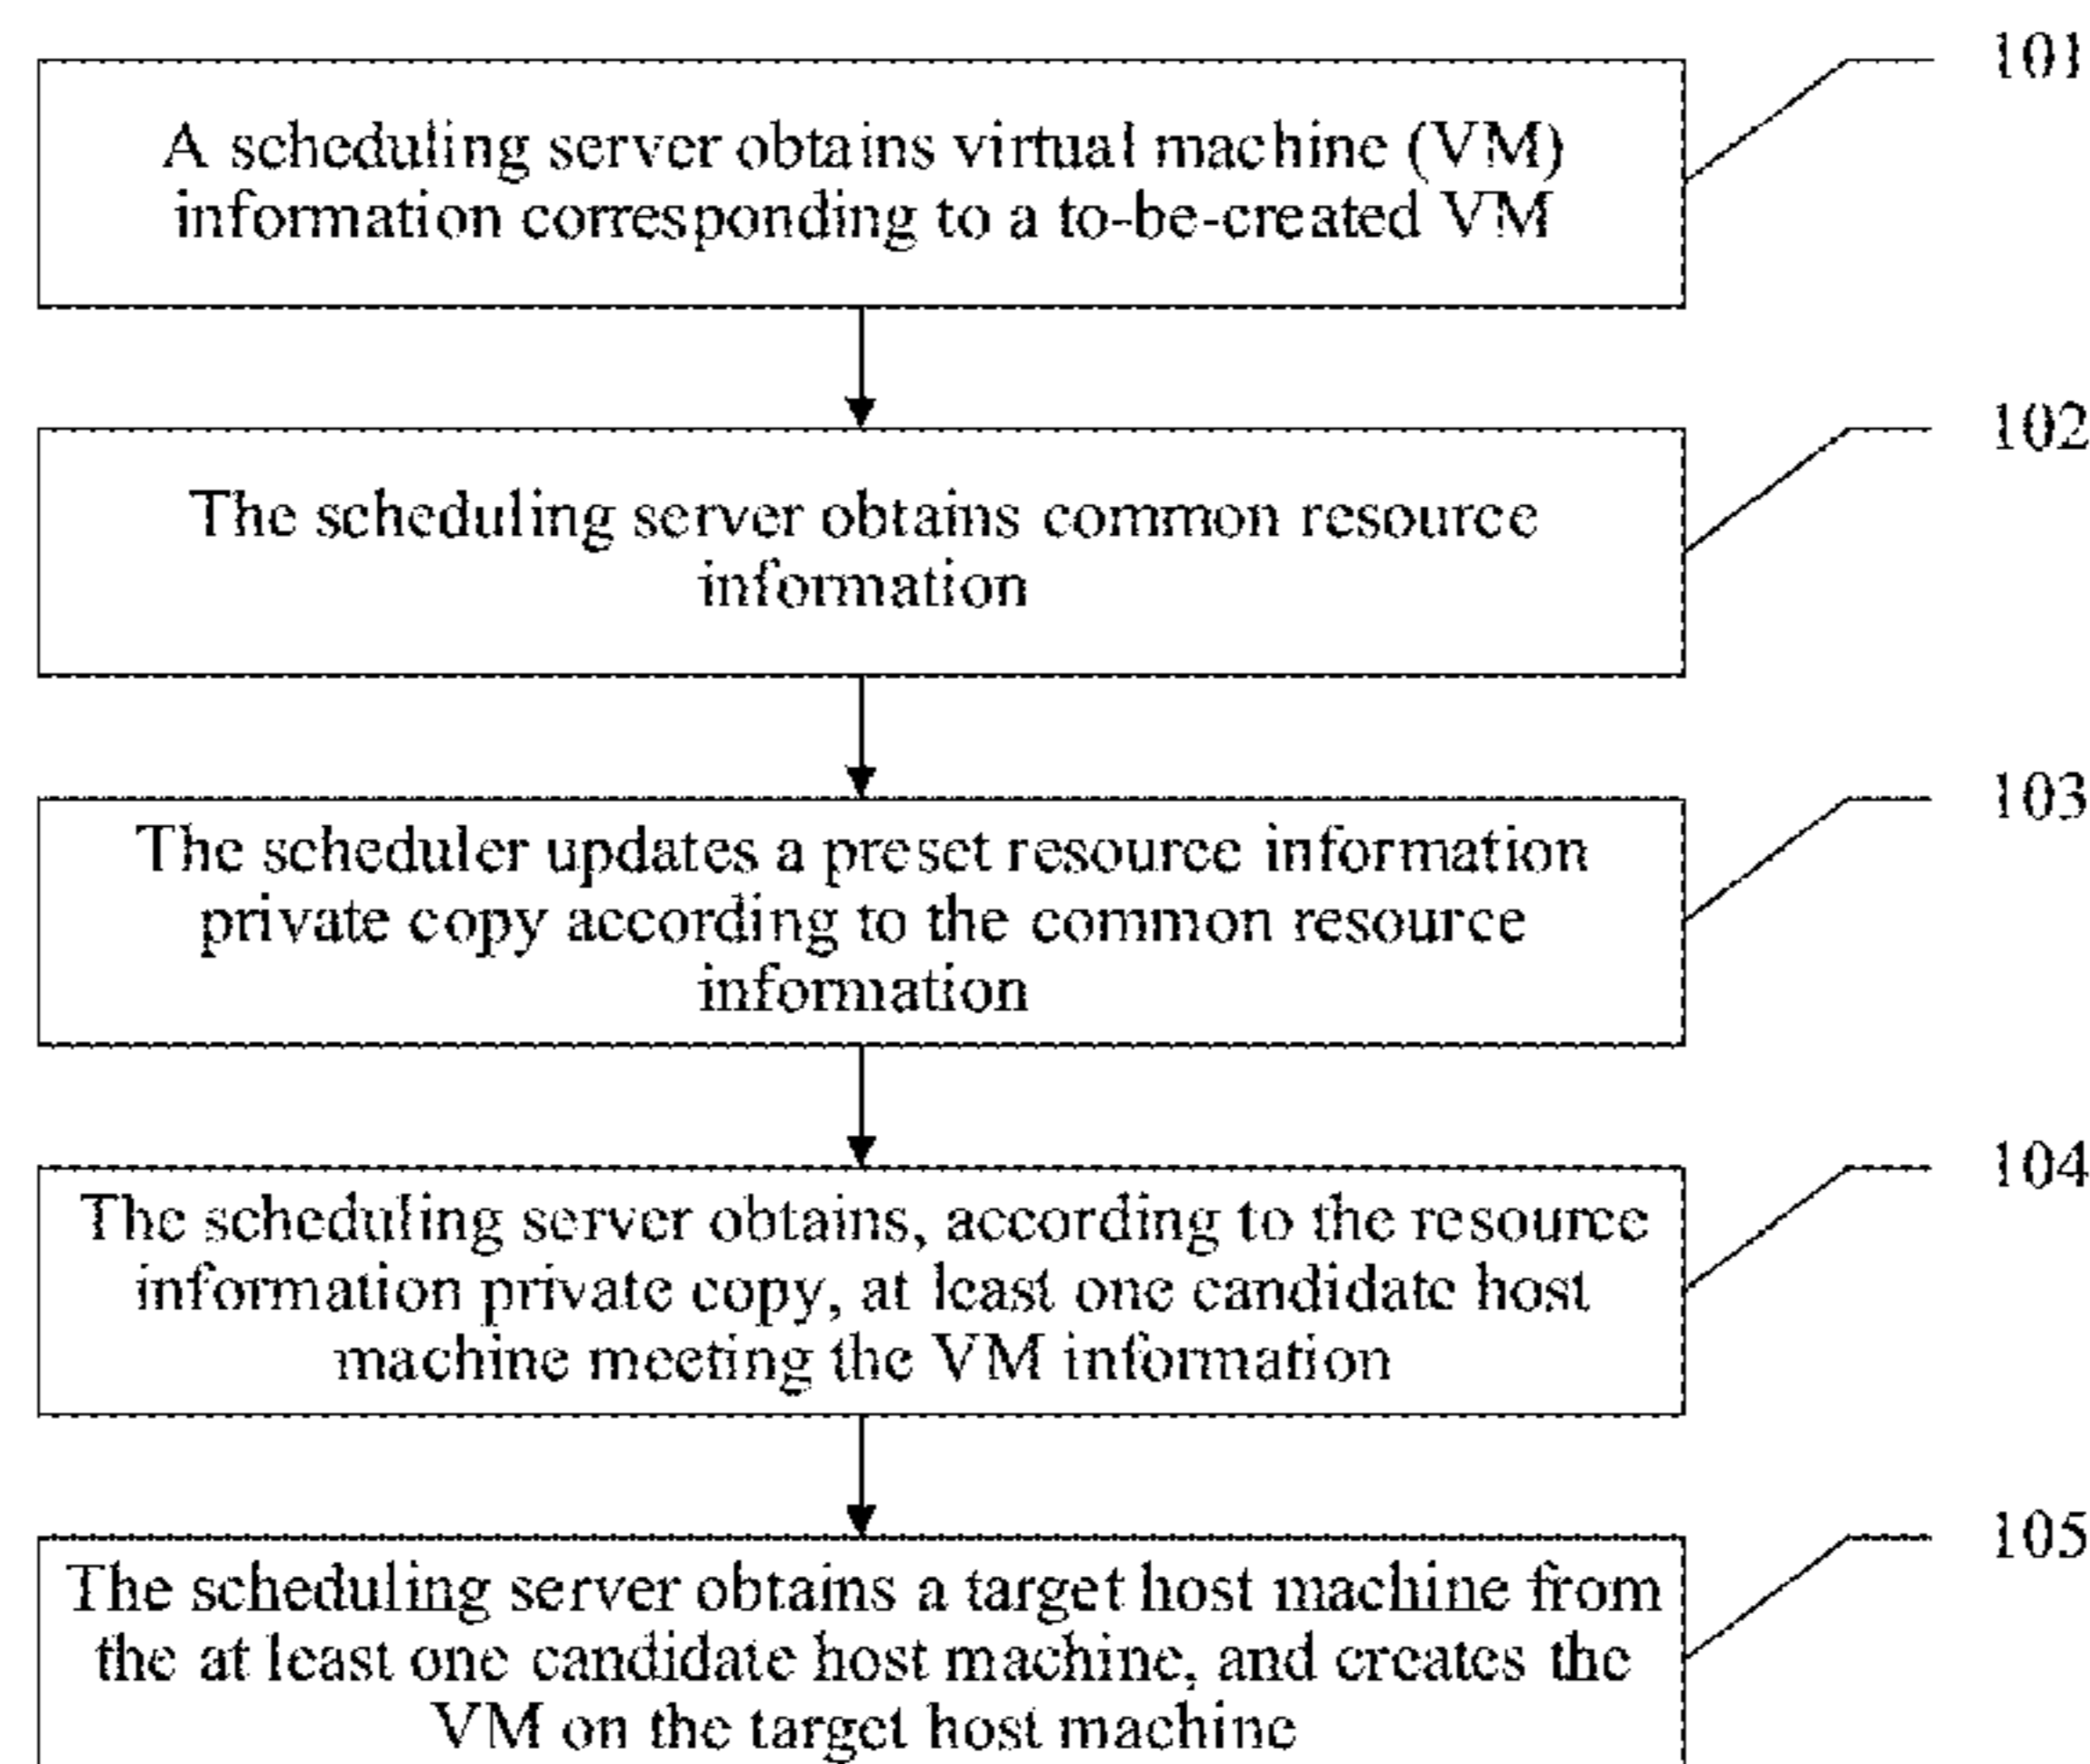 101
A scheduling server obtains virtual machine (VM)
information corresponding to a to-be-created VM
102
The scheduling server obtains common resource
information
103
The scheduler updates a preset resource information
private copy according to the common resource
information
104
The scheduling server obtains, according to the resource
information private copy, at least one candidate host
machine meeting the VM information
105
The scheduling server obtains a target host machine from
the at least one candidate host machine, and creates the
VM on the target host machine